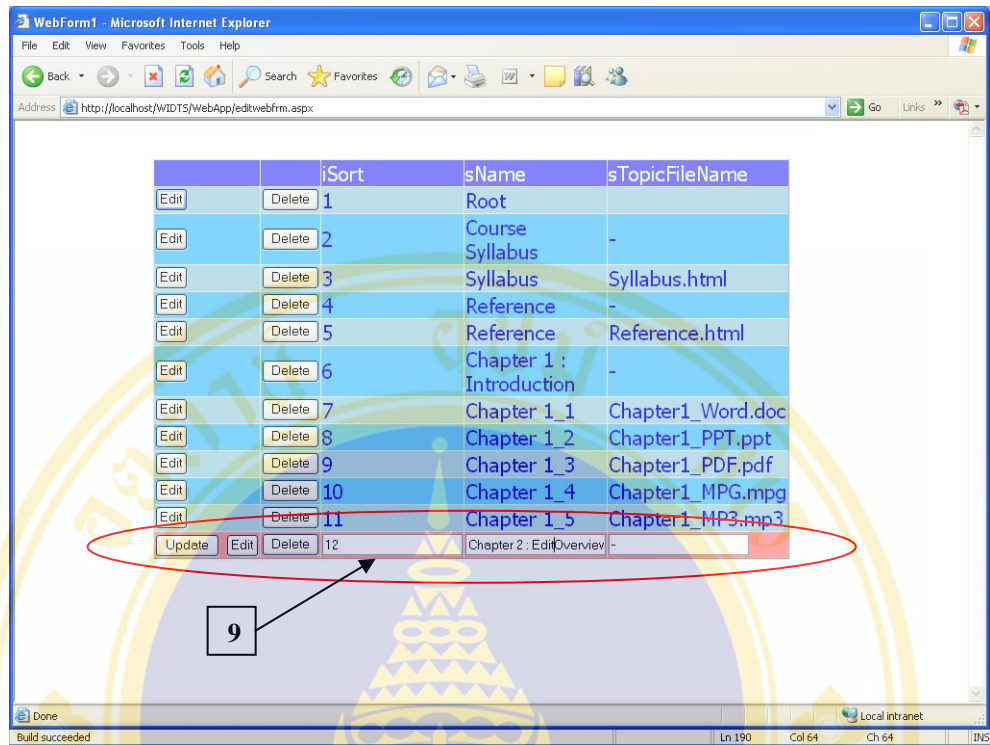 WebForm1 - Microsoft Internet Explorer
File Edit View Favorites Tools Help
Back Search Favorites
Address http://localhost/WIDTS/WebApp/editwebfrm.aspx Go Links »
iSort sName sTopicFileName
Edit Delete 1 Root
Edit Delete 2 Course
Syllabus -
Edit Delete 3 Syllabus Syllabus.html
Edit Delete 4 Reference -
Edit Delete 5 Reference Reference.html
Edit Delete 6 Chapter 1 :
Introduction -
Edit Delete 7 Chapter 1_1 Chapter1_Word.doc
Edit Delete 8 Chapter 1_2 Chapter1_PPT.ppt
Edit Delete 9 Chapter 1_3 Chapter1_PDF.pdf
Edit Delete 10 Chapter 1_4 Chapter1_MPG.mpg
Edit Delete 11 Chapter 1_5 Chapter1_MP3.mp3
Update Edit Delete 12 Chapter 2 : EditOverview -
9
Done Local intranet
Build succeeded Ln 190 Col 64 Ch 64 INS